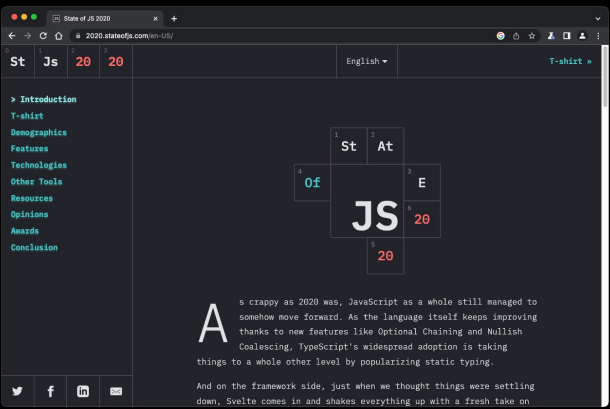 State of JS 2020
2020.stateofjs.com/en-US/
0 St 1 Js 2 20 3 20
English
T-shirt »
> Introduction
T-shirt
Demographics
Features
Technologies
Other Tools
Resources
Opinions
Awards
Conclusion
1 St 2 At
4 Of 3 E
JS 6 20
5 20
As crappy as 2020 was, JavaScript as a whole still managed to
somehow move forward. As the language itself keeps improving
thanks to new features like Optional Chaining and Nullish
Coalescing, TypeScript's widespread adoption is taking
things to a whole other level by popularizing static typing.
And on the framework side, just when we thought things were settling
down, Svelte comes in and shakes everything up with a fresh take on